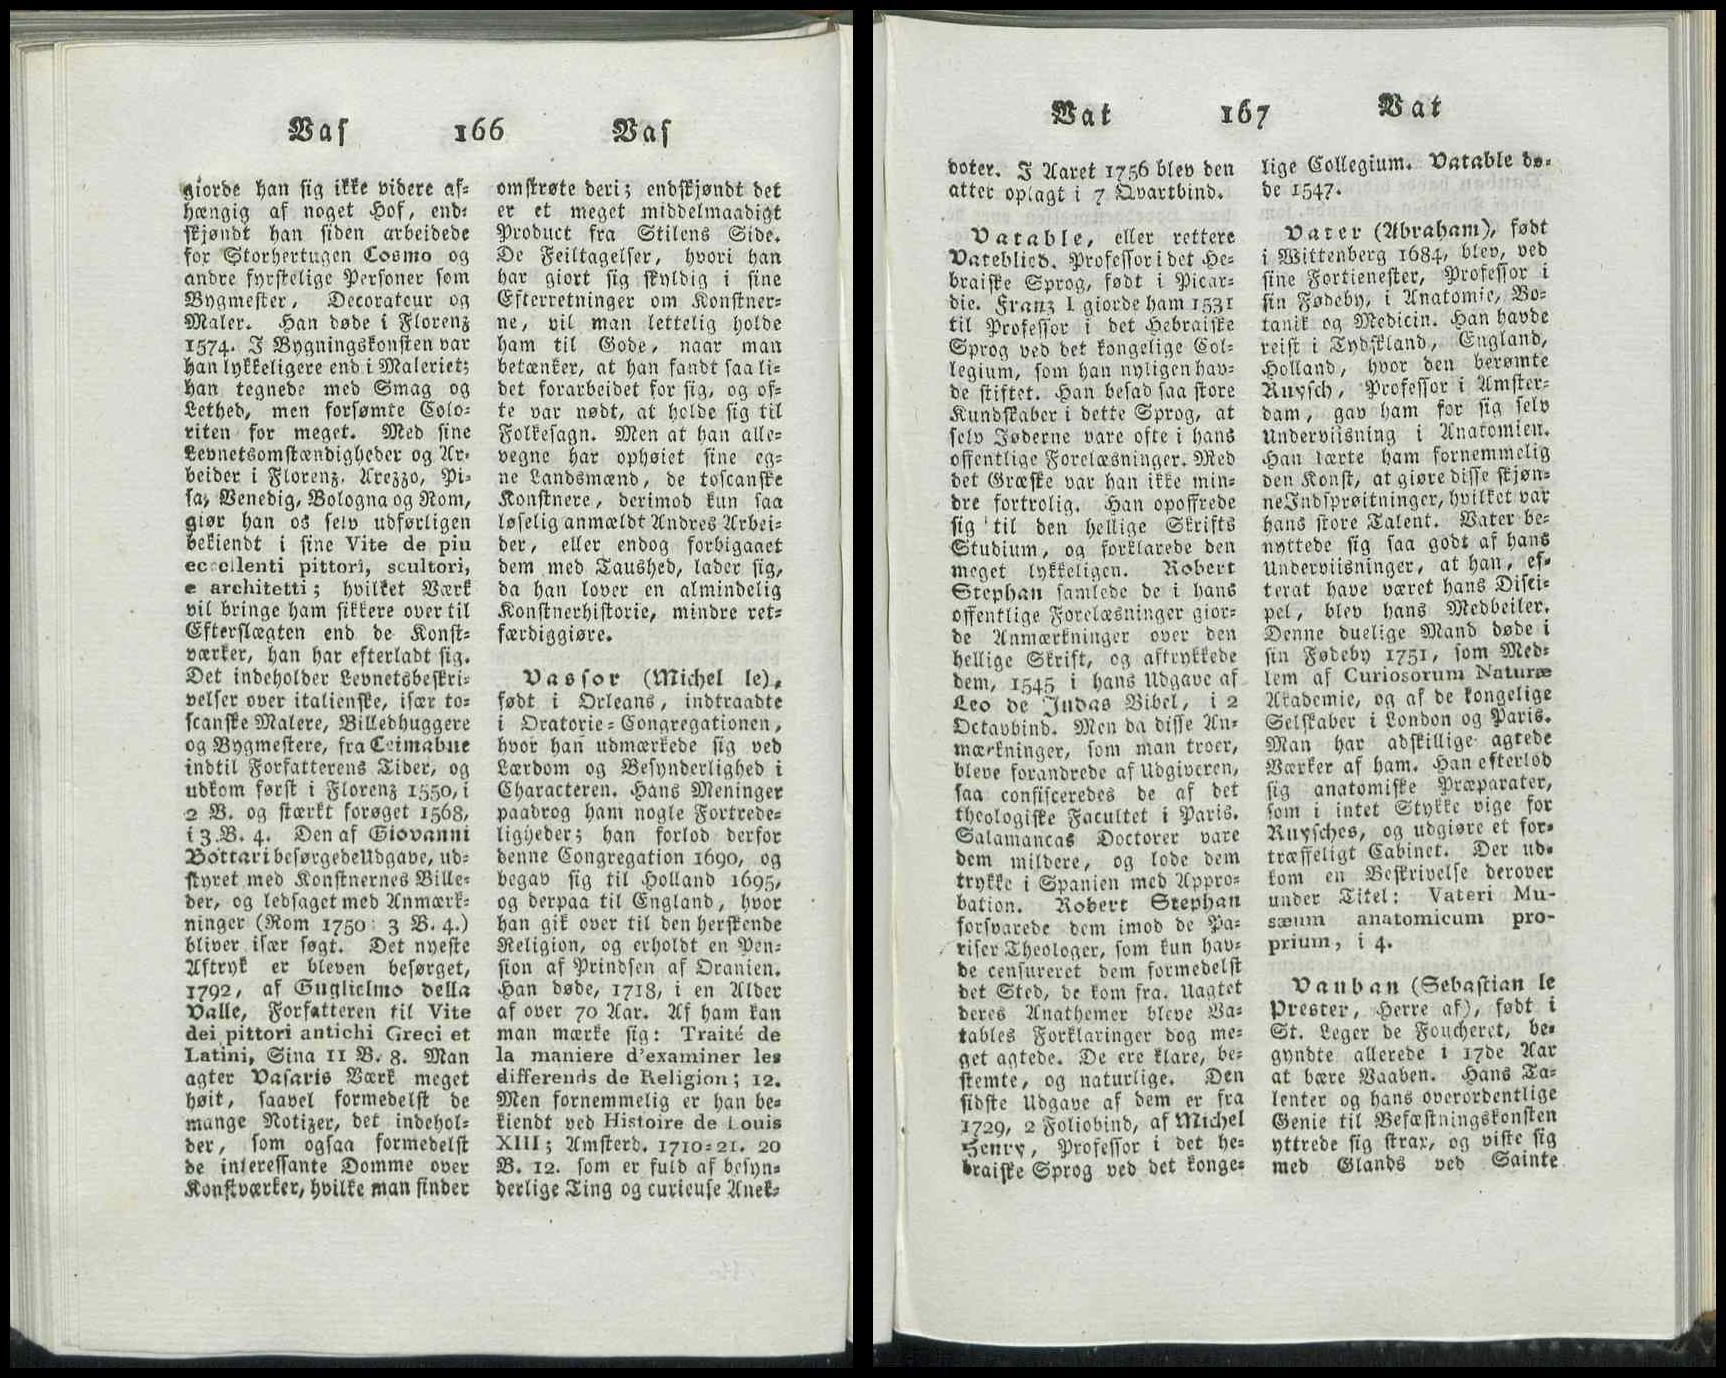 Vas 166 Vas
giorde han sig ikke videre af-
hængig af noget Hof, end-
skjøndt han siden arbeidede
for Storhertugen Cosmo og
andre fyrstelige Personer som
Bygmester, Decorateur og
Maler. Han døde i Florenz
1574. I Bygningskonsten var
han lykkeligere end i Maleriet;
han tegnede med Smag og
Lethed, men forsømte Colo-
riten for meget. Med sine
Levnetsomstændigheder og Ar-
beider i Florenz, Arezzo, Pi-
sa, Venedig, Bologna og Rom,
giør han os selv udførligen
bekiendt i sine Vite de piu
eccellenti pittori, scultori,
e architetti; hvilket Værk
vil bringe ham sikkere over til
Efterslægten end de Konst-
værker, han har efterladt sig.
Det indeholder Levnetsbeskri-
velser over italienske, især to-
scanske Malere, Billedhuggere
og Bygmestere, fra Ceimabue
indtil Forfatterens Tider, og
udkom først i Florenz 1550, i
2 B. og stærkt forøget 1568,
i 3 B. 4. Den af Giovanni
Bottari besørgede Udgave, ud-
styret med Konstnernes Bille-
der, og ledsaget med Anmærk-
ninger (Rom 1750 3 B. 4.)
bliver især søgt. Det nyeste
Aftryk er bleven besørget,
1792, af Guglielmo della
Valle, Forfatteren til Vite
dei pittori antichi Greci et
Latini, Sina 11 B. 8. Man
agter Vasaris Værk meget
høit, saavel formedelst de
mange Notizer, det indehol-
der, som ogsaa formedelst
de interessante Domme over
Konstværker, hvilke man finder
omstrøte deri; endskjøndt det
er et meget middelmaadigt
Product fra Stilens Side.
De Feiltagelser, hvori han
har giort sig skyldig i sine
Efterretninger om Konstner-
ne, vil man lettelig holde
ham til Gode, naar man
betænker, at han fandt saa li-
det forarbeidet for sig, og of-
te var nødt, at holde sig til
Folkesagn. Men at han alle-
vegne har ophøiet sine eg-
ne Landsmænd, de toscanske
Konstnere, derimod kun saa
løselig anmældt Andres Arbei-
der, eller endog forbigaaet
dem med Taushed, lader sig,
da han lover en almindelig
Konstnerhistorie, mindre ret-
færdiggiøre.
Vassor (Michel le),
født i Orleans, indtraadte
i Oratorie-Congregationen,
hvor han udmærkede sig ved
Lærdom og Besynderlighed i
Characteren. Hans Meninger
paadrog ham nogle Fortrede-
ligheder; han forlod derfor
denne Congregation 1690, og
begav sig til Holland 1695,
og derpaa til England, hvor
han gik over til den herskende
Religion, og erholdt en Pen-
sion af Prindsen af Oranien.
Han døde, 1718, i en Alder
af over 70 Aar. Af ham kan
man mærke sig: Traité de
la maniere d'examiner les
differends de Religion; 12.
Men fornemmelig er han be-
kiendt ved Histoire de Louis
XIII; Amsterd. 1710-21. 20
B. 12. som er fuld af besyn-
derlige Ting og curieuse Anek-
Vat 167 Vat
doter. I Aaret 1756 blev den
atter oplagt i 7 Qvartbind.
Vatable, eller rettere
Vateblied. Professor i det He-
braiske Sprog, født i Picar-
die. Franz I giorde ham 1531
til Professor i det Hebraiske
Sprog ved det kongelige Col-
legium, som han nyligen hav-
de stiftet. Han besad saa store
Kundskaber i dette Sprog, at
selv Jøderne vare ofte i hans
offentlige Forelæsninger. Med
det Græske var han ikke min-
dre fortrolig. Han opoffrede
sig til den hellige Skrifts
Studium, og forklarede den
meget lykkeligen. Robert
Stephan samlede de i hans
offentlige Forelæsninger gior-
de Anmærkninger over den
hellige Skrift, og aftrykkede
dem, 1545 i hans Udgave af
Leo de Judas Bibel, i 2
Octavbind. Men da disse An-
mærkninger, som man troer,
bleve forandrede af Udgiveren,
saa confisceredes de af det
theologiske Facultet i Paris.
Salamancas Doctorer vare
dem mildere, og lode dem
trykke i Spanien med Appro-
bation. Robert Stephan
forsvarede dem imod de Pa-
riser Theologer, som kun hav-
de censureret dem formedelst
det Sted, de kom fra. Uagtet
deres Anathemer bleve Va-
tables Forklaringer dog me-
get agtede. De ere klare, be-
stemte, og naturlige. Den
sidste Udgave af dem er fra
1729, 2 Foliobind, af Michel
Henry, Professor i det he-
braiske Sprog ved det konge-
lige Collegium. Vatable dø-
de 1547.
Vater (Abraham), født
i Wittenberg 1684, blev, ved
sine Fortienester, Professor i
sin Fødeby, i Anatomie, Bo-
tanik og Medicin. Han havde
reist i Tydskland, England,
Holland, hvor den berømte
Ruysch, Professor i Amster-
dam, gav ham for sig selv
Underviisning i Anatomien.
Han lærte ham fornemmelig
den Konst, at giøre disse skjøn-
ne Indsprøitninger, hvilket var
hans store Talent. Vater be-
nyttede sig saa godt af hans
Underviisninger, at han, ef-
terat have været hans Disci-
pel, blev hans Medbeiler.
Denne duelige Mand døde i
sin Fødeby 1751, som Med-
lem af Curiosorum Naturæ
Akademie, og af de kongelige
Selskaber i London og Paris.
Man har adskillige agtede
Værker af ham. Han efterlod
sig anatomiske Præparater,
som i intet Stykke vige for
Ruysches, og udgiøre et for-
træffeligt Cabinet. Der ud-
kom en Beskrivelse derover
under Titel: Vateri Mu-
sæum anatomicum pro-
prium, i 4.
Vauban (Sebastian le
Prester, Herre af), født i
St. Leger de Foucheret, be-
gyndte allerede i 17de Aar
at bære Vaaben. Hans Ta-
lenter og hans overordentlige
Genie til Befæstningskonsten
yttrede sig strax, og viste sig
med Glands ved Sainte